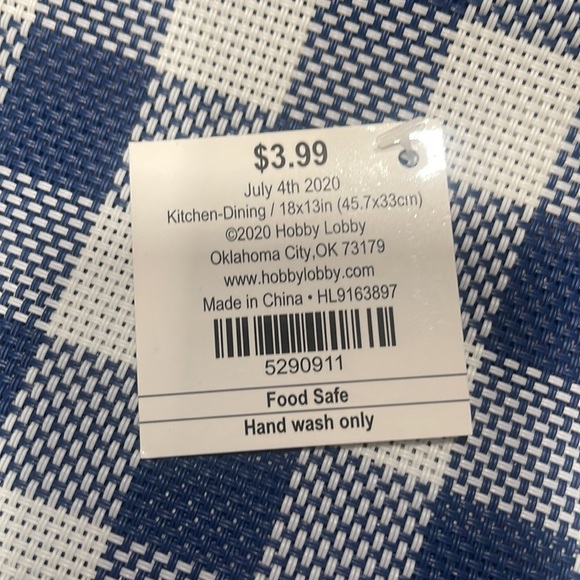 $3.99
July 4th 2020
Kitchen-Dining / 18x13in (45.7x33cm)
©2020 Hobby Lobby
Oklahoma City,OK 73179
www.hobbylobby.com
Made in China • HL9163897
5290911
Food Safe
Hand wash only